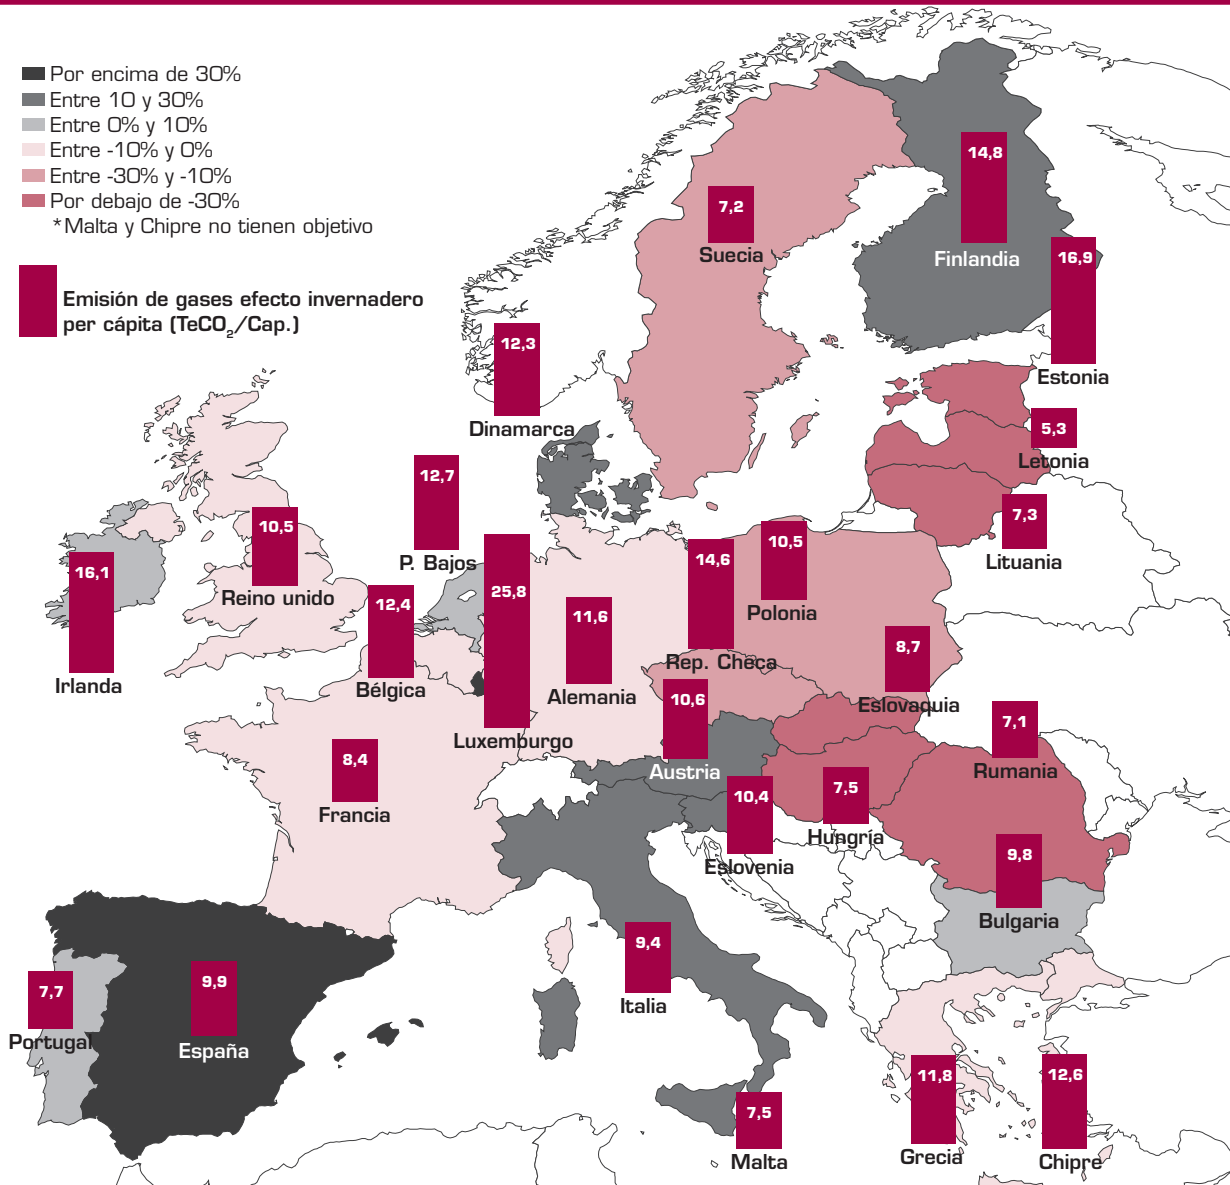 Por encima de 30%
Entre 10 y 30%
Entre 0% y 10%
Entre -10% y 0%
Entre -30% y -10%
Por debajo de -30%
*Malta y Chipre no tienen objetivo
Emisión de gases efecto invernadero
per cápita (TeCO₂/Cap.)
14,8
Finlandia
7,2
Suecia
16,9
Estonia
12,3
Dinamarca
5,3
Letonia
12,7
P. Bajos
7,3
Lituania
10,5
Reino unido
16,1
Irlanda
12,4
Bélgica
25,8
Luxemburgo
11,6
Alemania
14,6
Rep. Checa
10,5
Polonia
8,7
Eslovaquia
10,6
Austria
7,1
Rumania
8,4
Francia
10,4
Eslovenia
7,5
Hungría
9,8
Bulgaria
9,4
Italia
7,7
Portugal
9,9
España
7,5
Malta
11,8
Grecia
12,6
Chipre